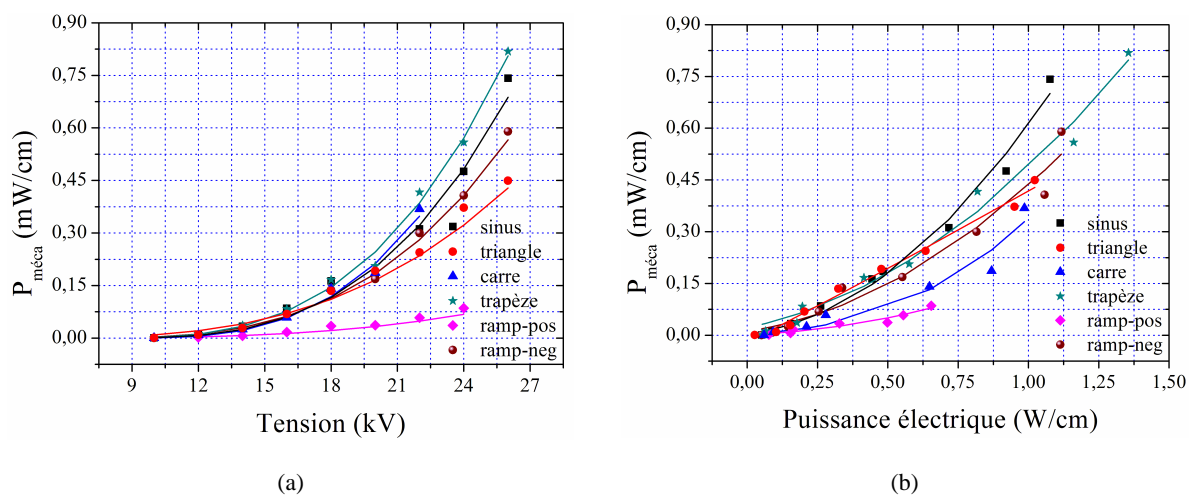 0,90
0,75
0,60
0,45
0,30
0,15
0,00
P méca (mW/cm)
sinus
triangle
carre
trapèze
ramp-pos
ramp-neg
9 12 15 18 21 24 27
Tension (kV)
(a)
0,90
0,75
0,60
0,45
0,30
0,15
0,00
P méca (mW/cm)
sinus
triangle
carre
trapèze
ramp-pos
ramp-neg
0,00 0,25 0,50 0,75 1,00 1,25 1,50
Puissance électrique (W/cm)
(b)